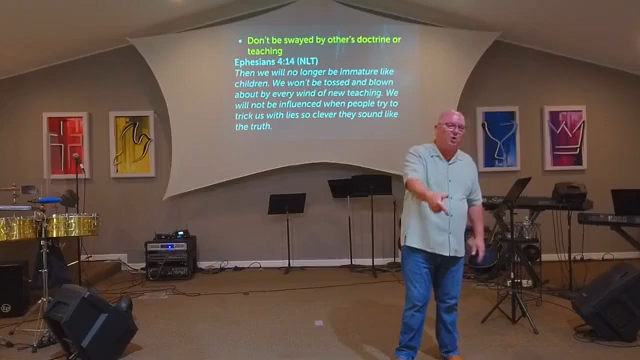 • Don't be swayed by other's doctrine or
teaching
Ephesians 4:14 (NLT)
Then we will no longer be immature like
children. We won't be tossed and blown
about by every wind of new teaching. We
will not be influenced when people try to
trick us with lies so clever they sound like
the truth.